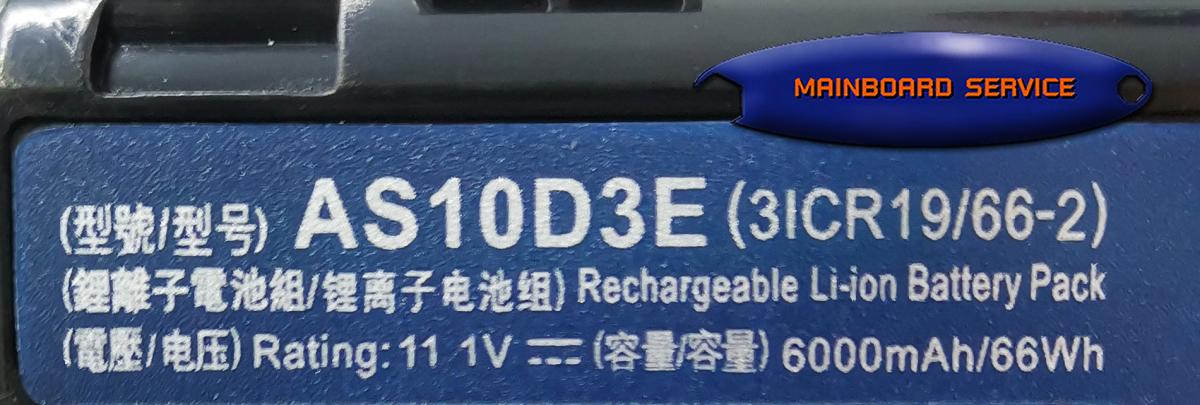 MAINBOARD SERVICE
(型號/型号) AS10D3E (3ICR19/66-2)
(鋰離子電池組/锂离子电池组) Rechargeable Li-ion Battery Pack
(電壓/电压) Rating: 11 1V ⎓ (容量/容量) 6000mAh/66Wh